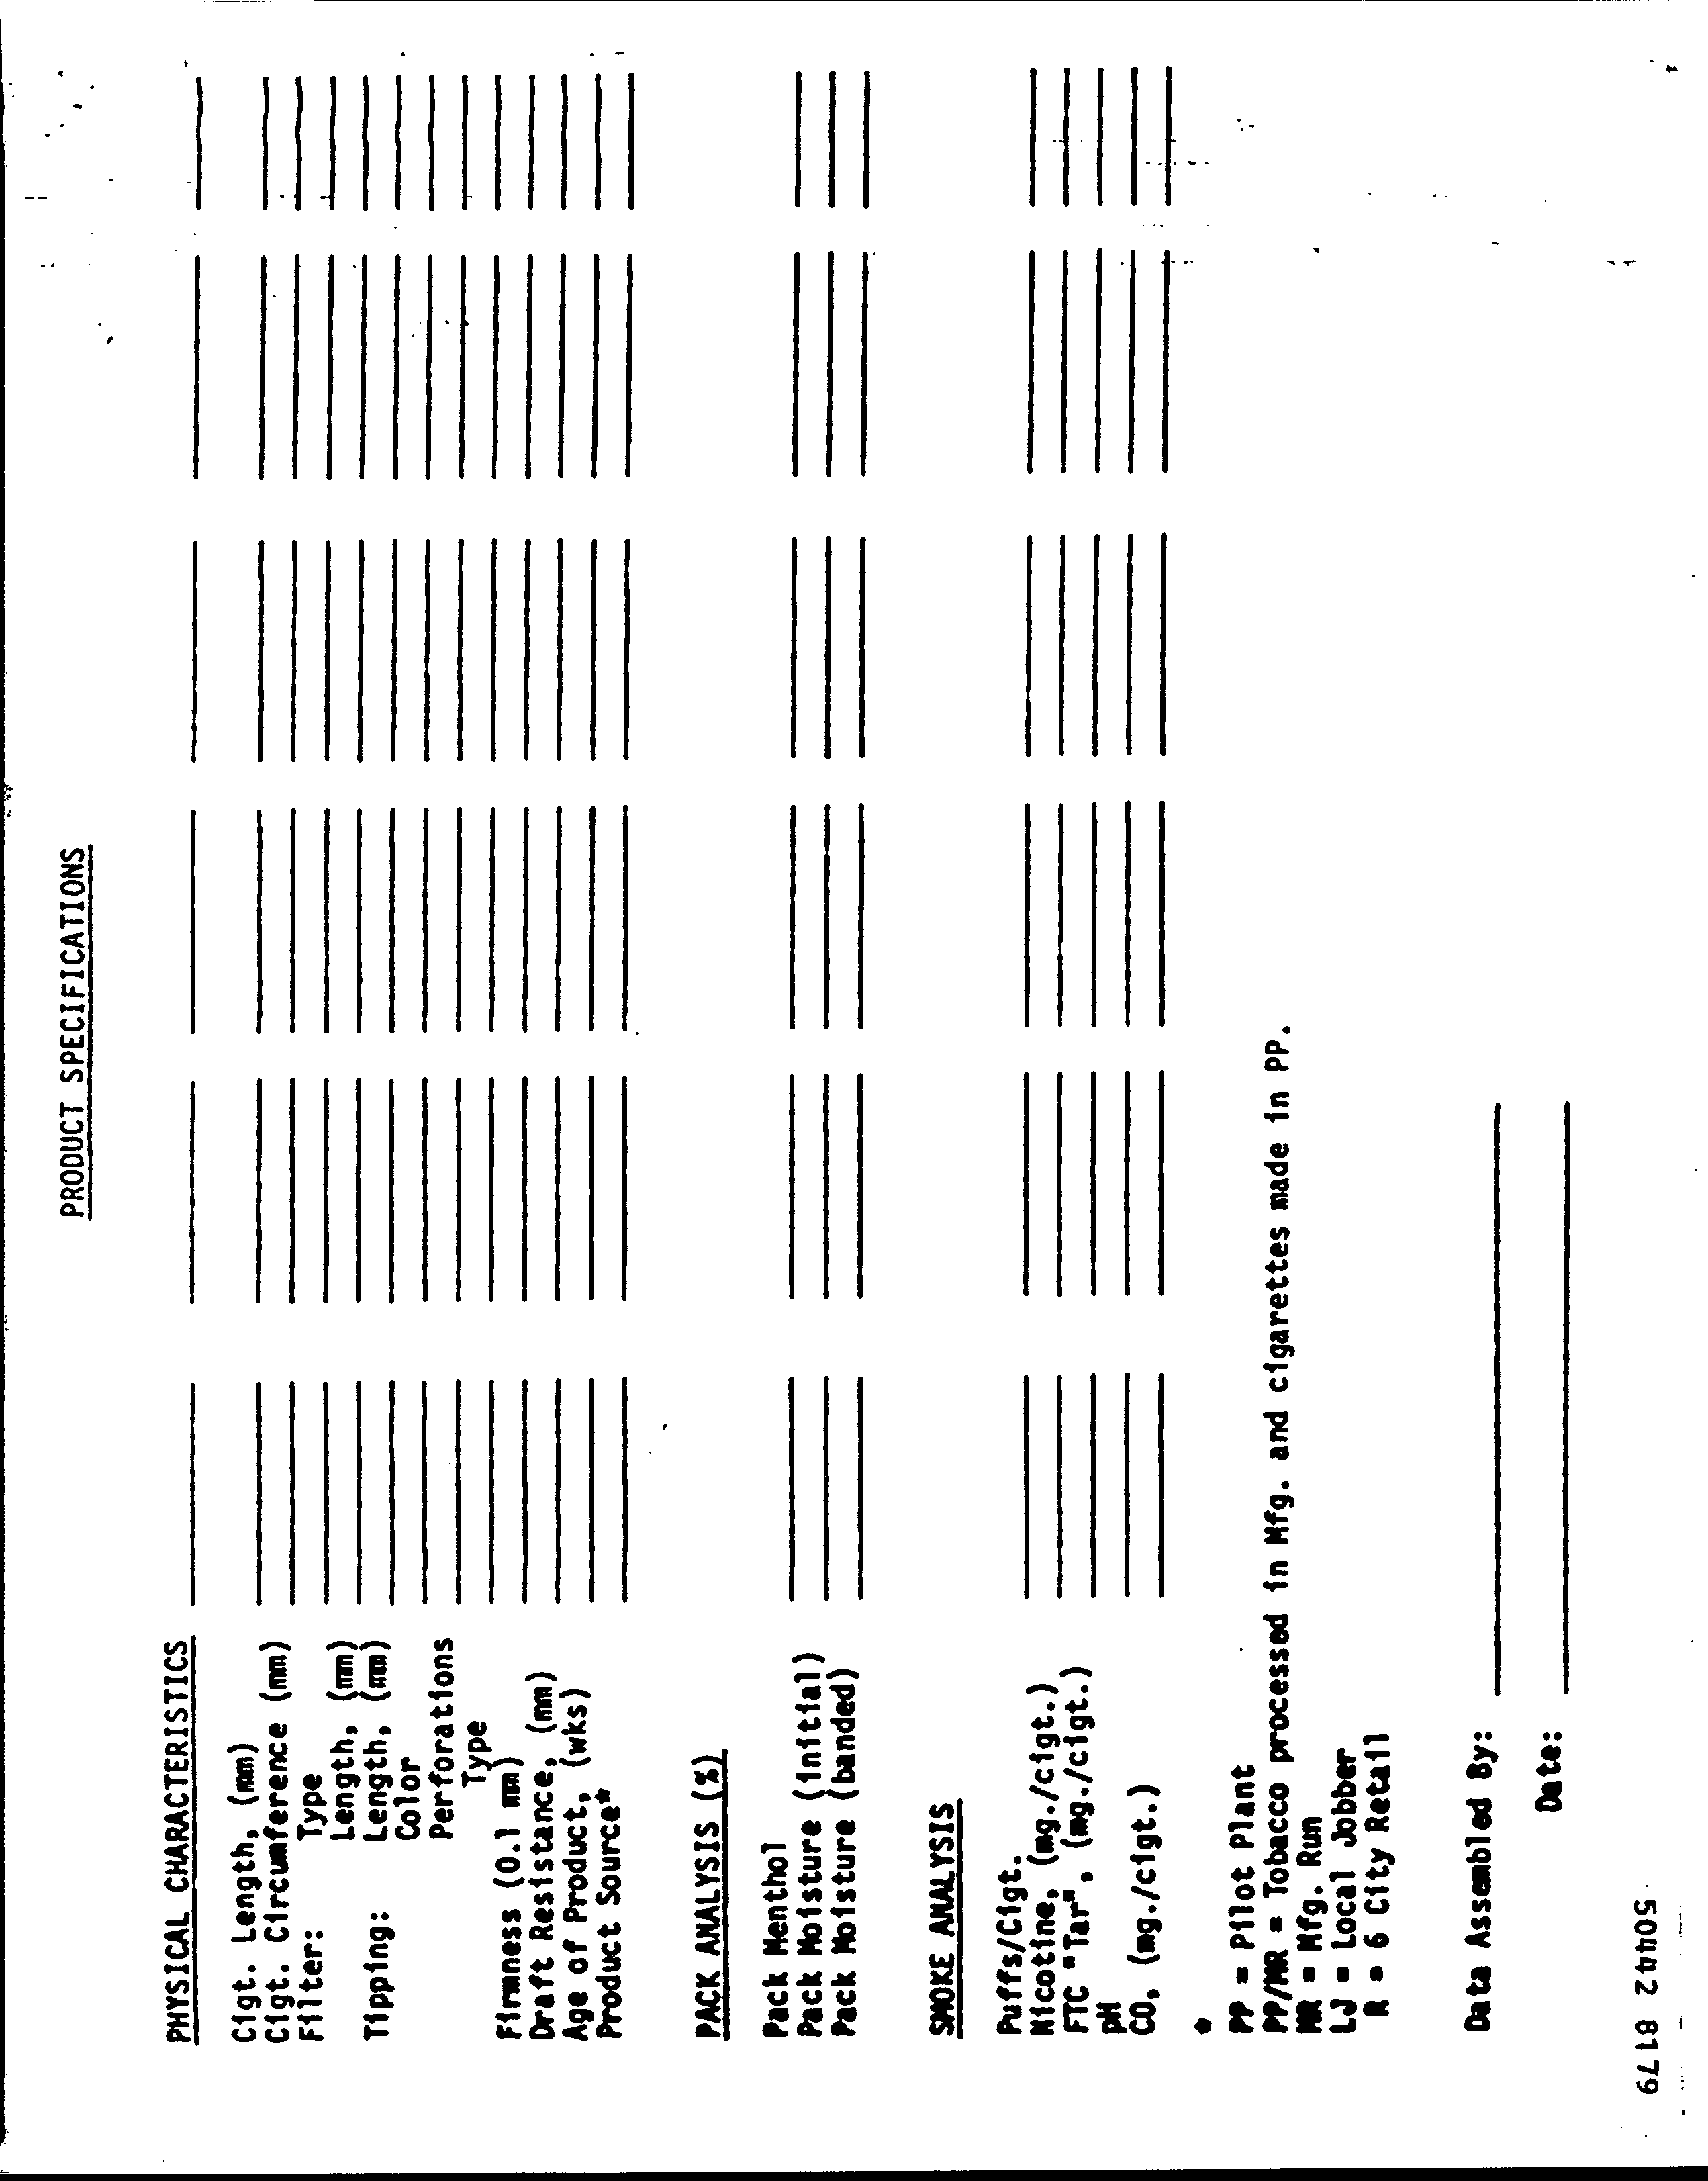 PRODUCT SPECIFICATIONS
PHYSICAL CHARACTERISTICS
Cigt. Length, (mm)
Cigt. Circumference (mm)
Filter: Type
Length, (mm)
Tipping: Length, (mm)
Color
Perforations
Type
Firmness (0.1 mm)
Draft Resistance, (mm)
Age of Product, (wks)
Product Source*
PACK ANALYSIS (%)
Pack Menthol
Pack Moisture (initial)
Pack Moisture (banded)
SMOKE ANALYSIS
Puffs/Cigt.
Nicotine, (mg./cigt.)
FTC "Tar", (mg./cigt.)
pH
CO, (mg./cigt.)
*
PP = Pilot Plant
PP/MR = Tobacco processed in Mfg. and cigarettes made in PP.
MR = Mfg. Run
LJ = Local Jobber
R = 6 City Retail
Data Assembled By:
Date:
50442 8179